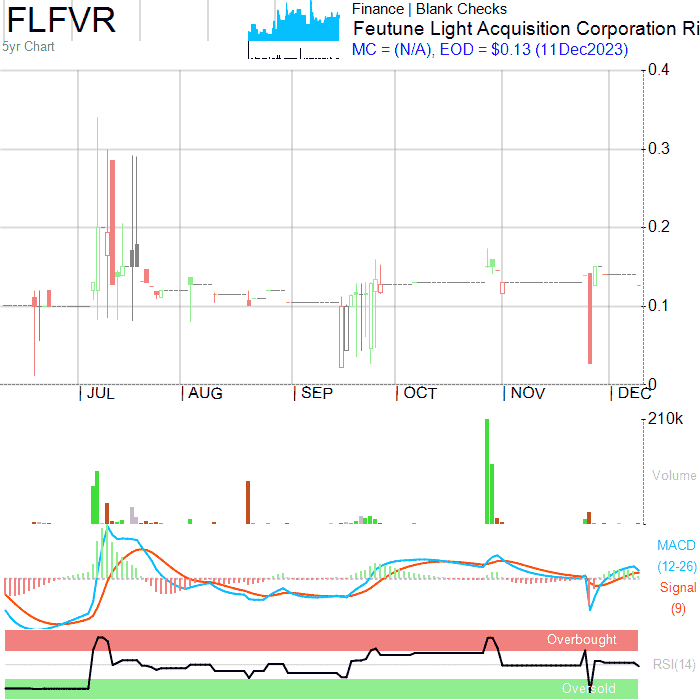 FLFVR
5yr Chart
Finance | Blank Checks
Feutune Light Acquisition Corporation Ri
MC = (N/A), EOD = $0.13 (11Dec2023)
0.4
0.3
0.2
0.1
0
JUL
AUG
SEP
OCT
NOV
DEC
210k
Volume
MACD
(12-26)
Signal
(9)
Overbought
RSI(14)
Oversold